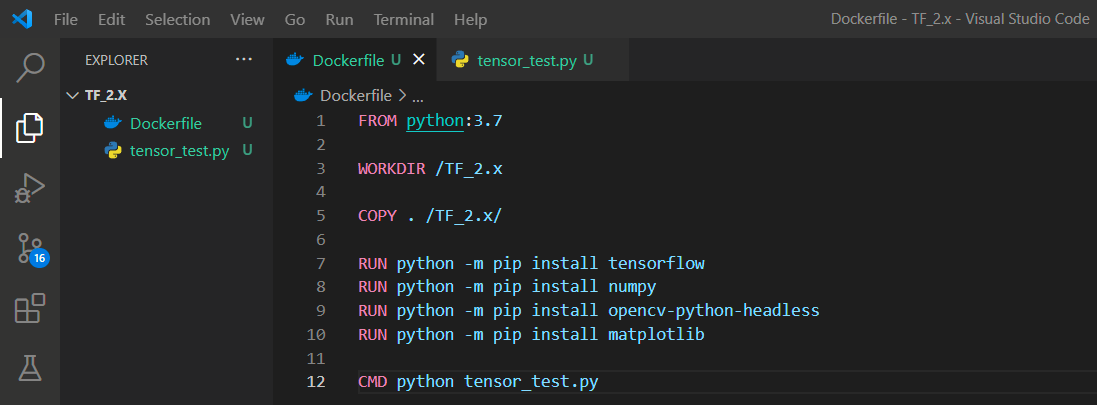 File Edit Selection View Go Run Terminal Help Dockerfile - TF_2.x - Visual Studio Code
EXPLORER ...
TF_2.X
Dockerfile U
tensor_test.py U
16
Dockerfile U × tensor_test.py U
Dockerfile > ...
1 FROM python:3.7
2
3 WORKDIR /TF_2.x
4
5 COPY . /TF_2.x/
6
7 RUN python -m pip install tensorflow
8 RUN python -m pip install numpy
9 RUN python -m pip install opencv-python-headless
10 RUN python -m pip install matplotlib
11
12 CMD python tensor_test.py